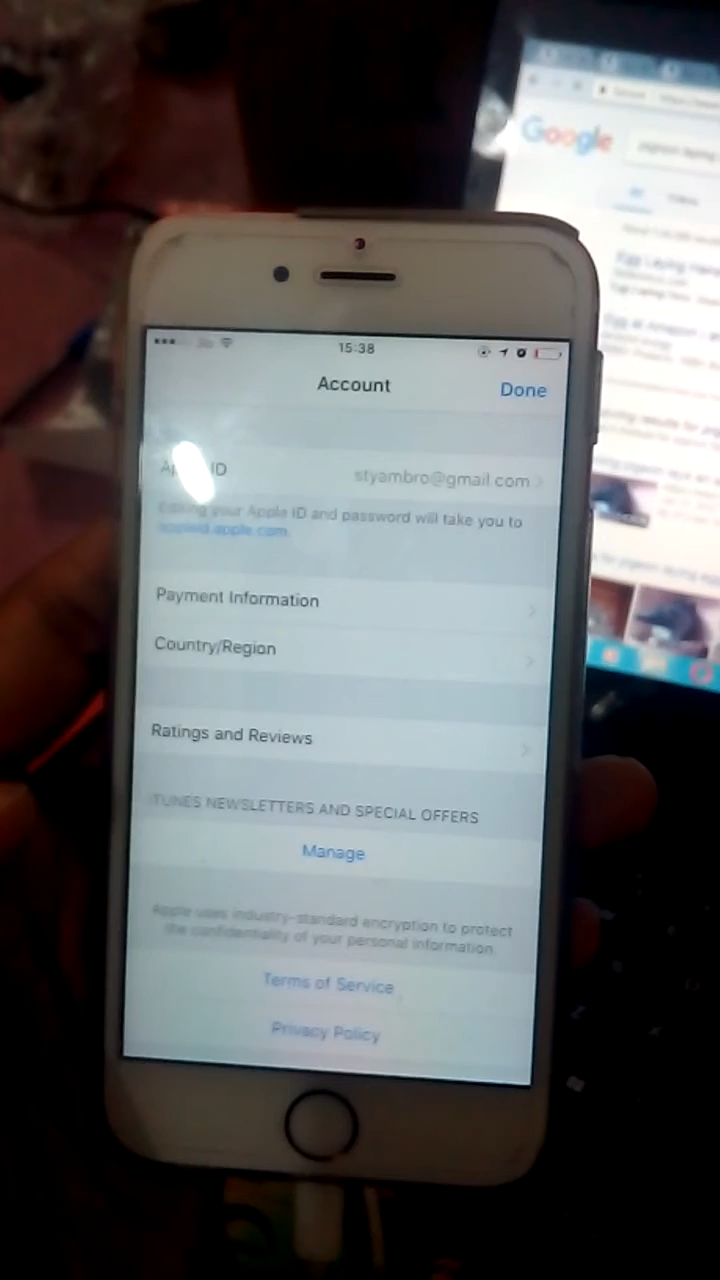 15:38
Account
Done
Apple ID
styambro@gmail.com
Editing your Apple ID and password will take you to
appleid.apple.com.
Payment Information
Country/Region
Ratings and Reviews
ITUNES NEWSLETTERS AND SPECIAL OFFERS
Manage
Apple uses industry-standard encryption to protect
the confidentiality of your personal information.
Terms of Service
Privacy Policy
Google